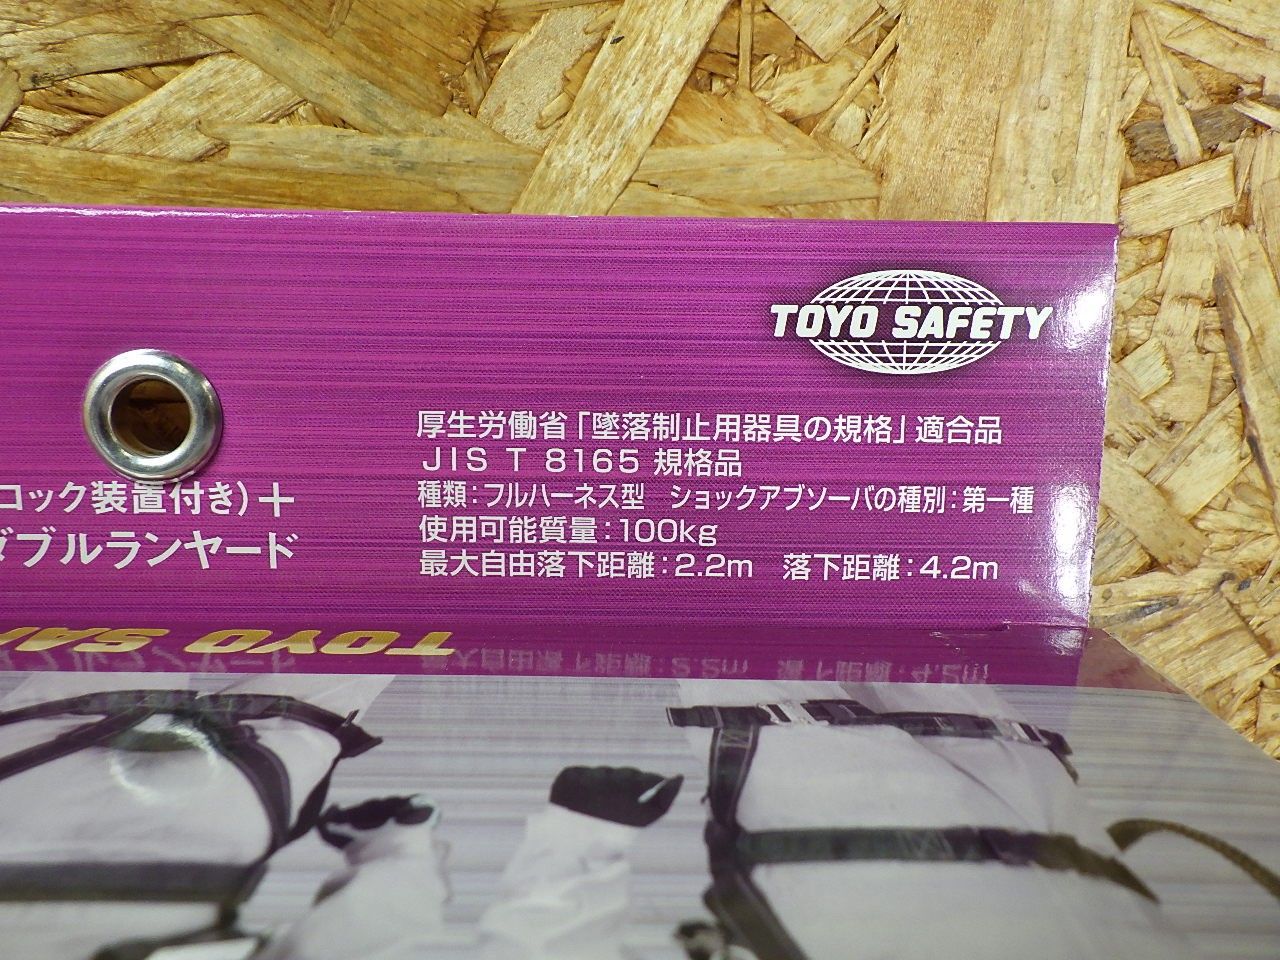 TOYO SAFETY
厚生労働省「墜落制止用器具の規格」適合品
JIS T 8165 規格品
種類：フルハーネス型　ショックアブソーバの種別：第一種
使用可能質量：100kg
最大自由落下距離：2.2m　落下距離：4.2m
ロック装置付き）＋
ダブルランヤード
TOYO SA